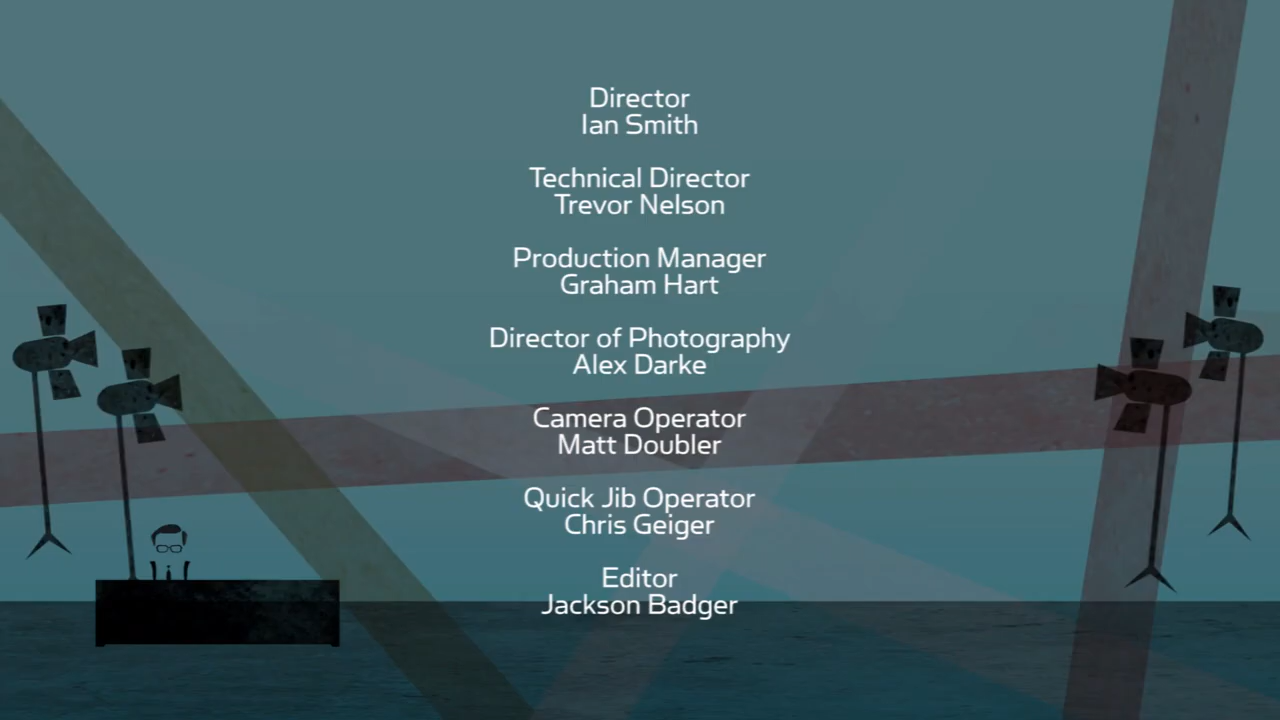 Director
Ian Smith
Technical Director
Trevor Nelson
Production Manager
Graham Hart
Director of Photography
Alex Darke
Camera Operator
Matt Doubler
Quick Jib Operator
Chris Geiger
Editor
Jackson Badger